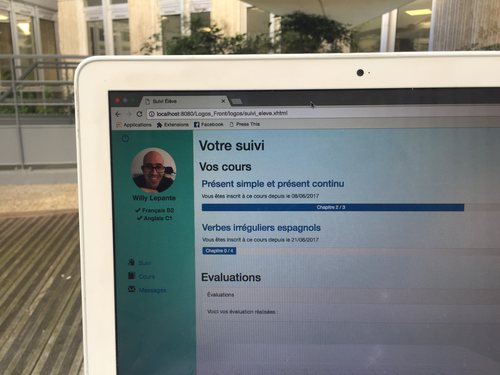 Suivi Eleve
localhost:8080/Logos_Front/logos/suivi_eleve.xhtml
Applications Extensions Facebook Press This
Votre suivi
Vos cours
Présent simple et présent continu
Vous êtes inscrit à ce cours depuis le 08/06/2017
Chapitre 2 / 3
Willy Lepante
Français B2
Anglais C1
Verbes irréguliers espagnols
Vous êtes inscrit à ce cours depuis le 21/06/2017
Chapitre 0 / 4
Suivi
Cours
Messages
Evaluations
Évaluations
Voici vos évaluation réalisées :